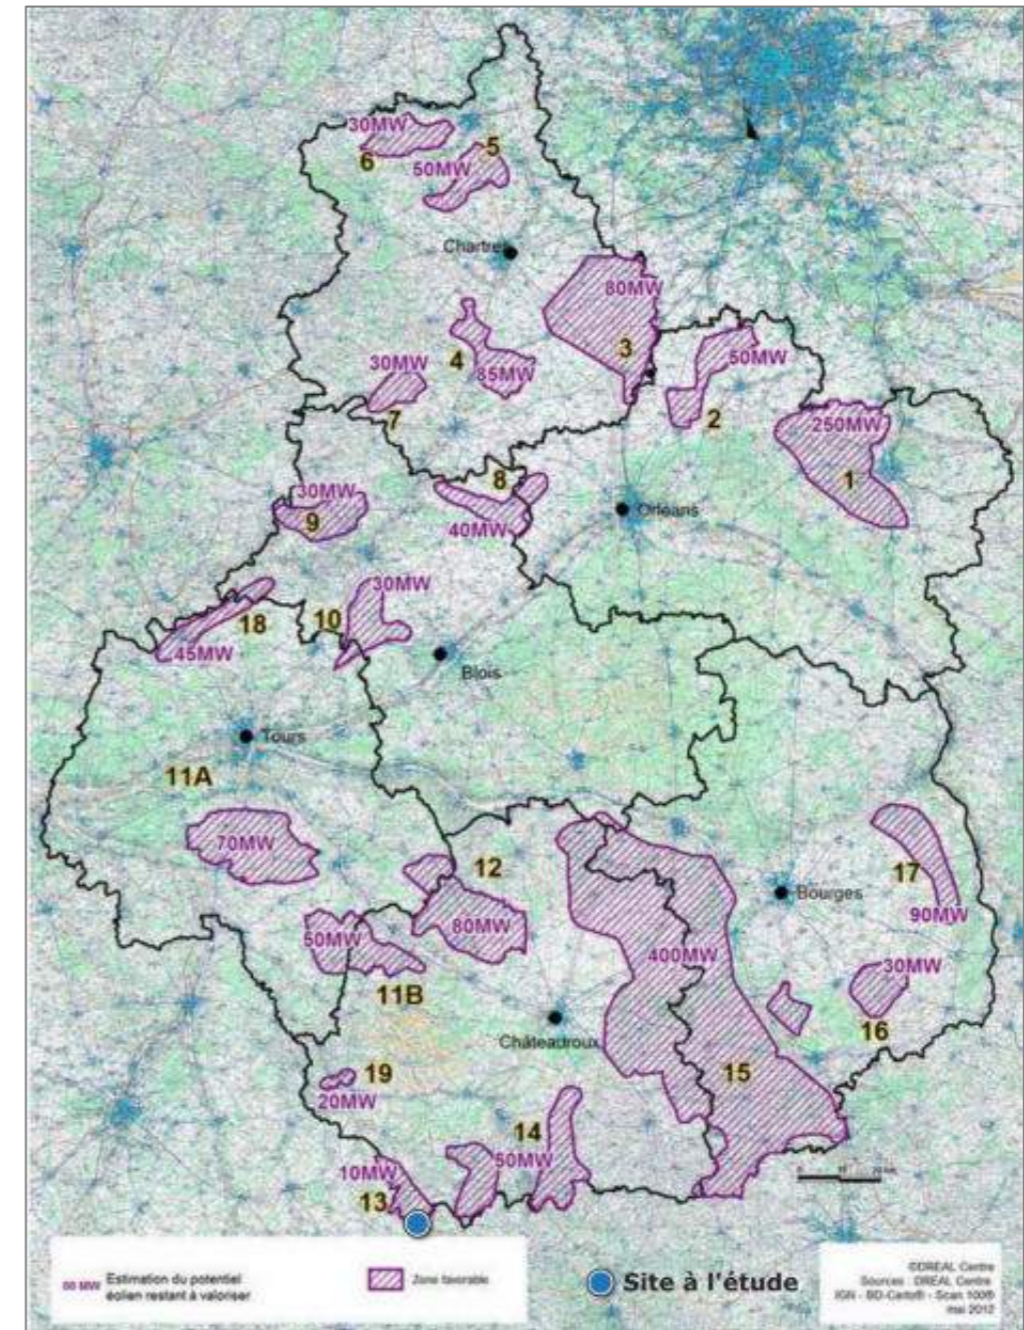 30MW
6
5
50MW
Chartres
80MW
3
4
85MW
30MW
7
50MW
2
250MW
1
8
40MW
Orléans
30MW
9
30MW
10
18
45MW
Blois
Tours
11A
70MW
12
80MW
50MW
11B
400MW
Bourges
17
90MW
30MW
16
Châteauroux
15
19
20MW
14
50MW
10MW
13
00 MW
Estimation du potentiel
éolien restant à valoriser
Zone favorable
Site à l'étude
©DREAL Centre
Sources : DREAL Centre
IGN - BD-Carto® - Scan 100®
mai 2012